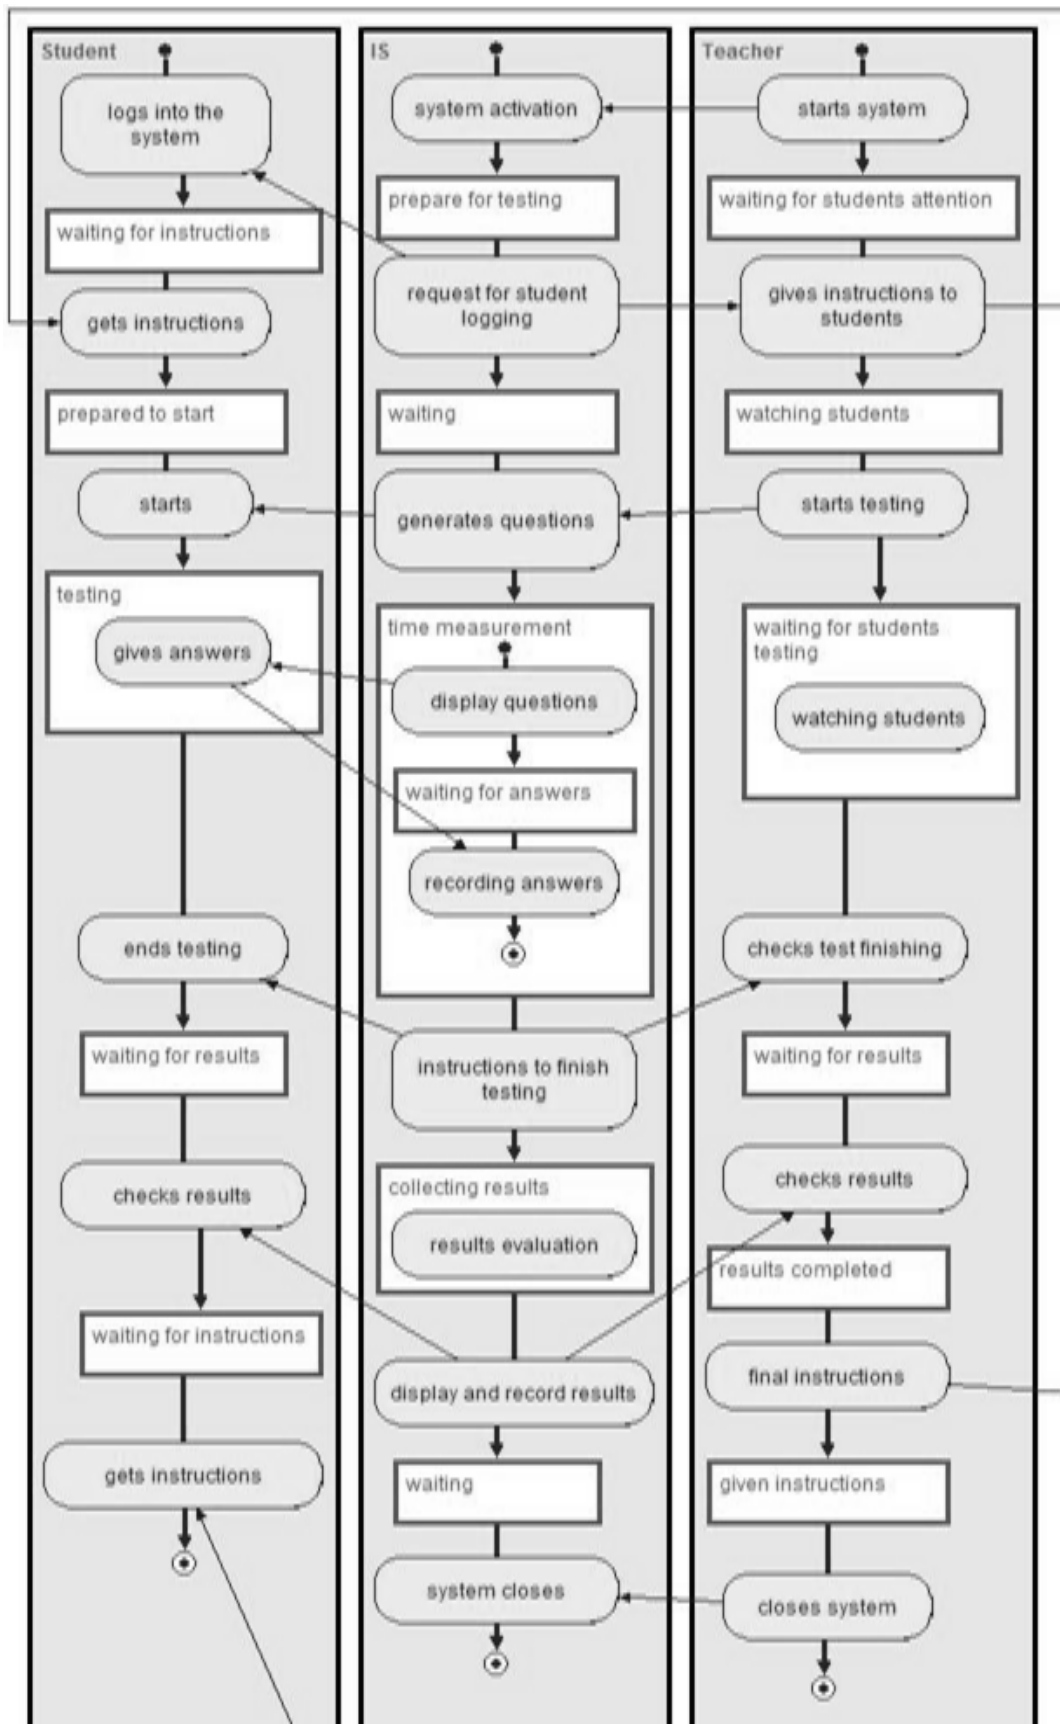 Student
logs into the
system
waiting for instructions
gets instructions
prepared to start
starts
testing
gives answers
ends testing
waiting for results
checks results
waiting for instructions
gets instructions
IS
system activation
prepare for testing
request for student
logging
waiting
generates questions
time measurement
display questions
waiting for answers
recording answers
instructions to finish
testing
collecting results
results evaluation
display and record results
waiting
system closes
Teacher
starts system
waiting for students attention
gives instructions to
students
watching students
starts testing
waiting for students
testing
watching students
checks test finishing
waiting for results
checks results
results completed
final instructions
given instructions
closes system